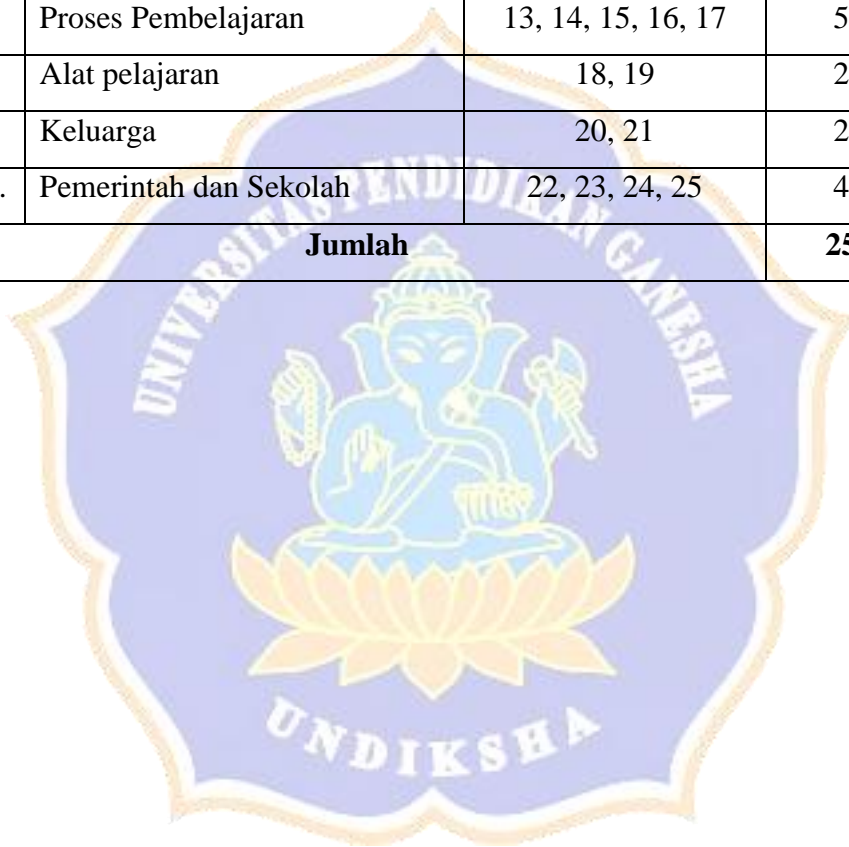 Proses Pembelajaran 13, 14, 15, 16, 17 5
Alat pelajaran 18, 19 2
Keluarga 20, 21 2
. Pemerintah dan Sekolah 22, 23, 24, 25 4
Jumlah 25
UNIVERSITAS PENDIDIKAN GANESHA
UNDIKSHA